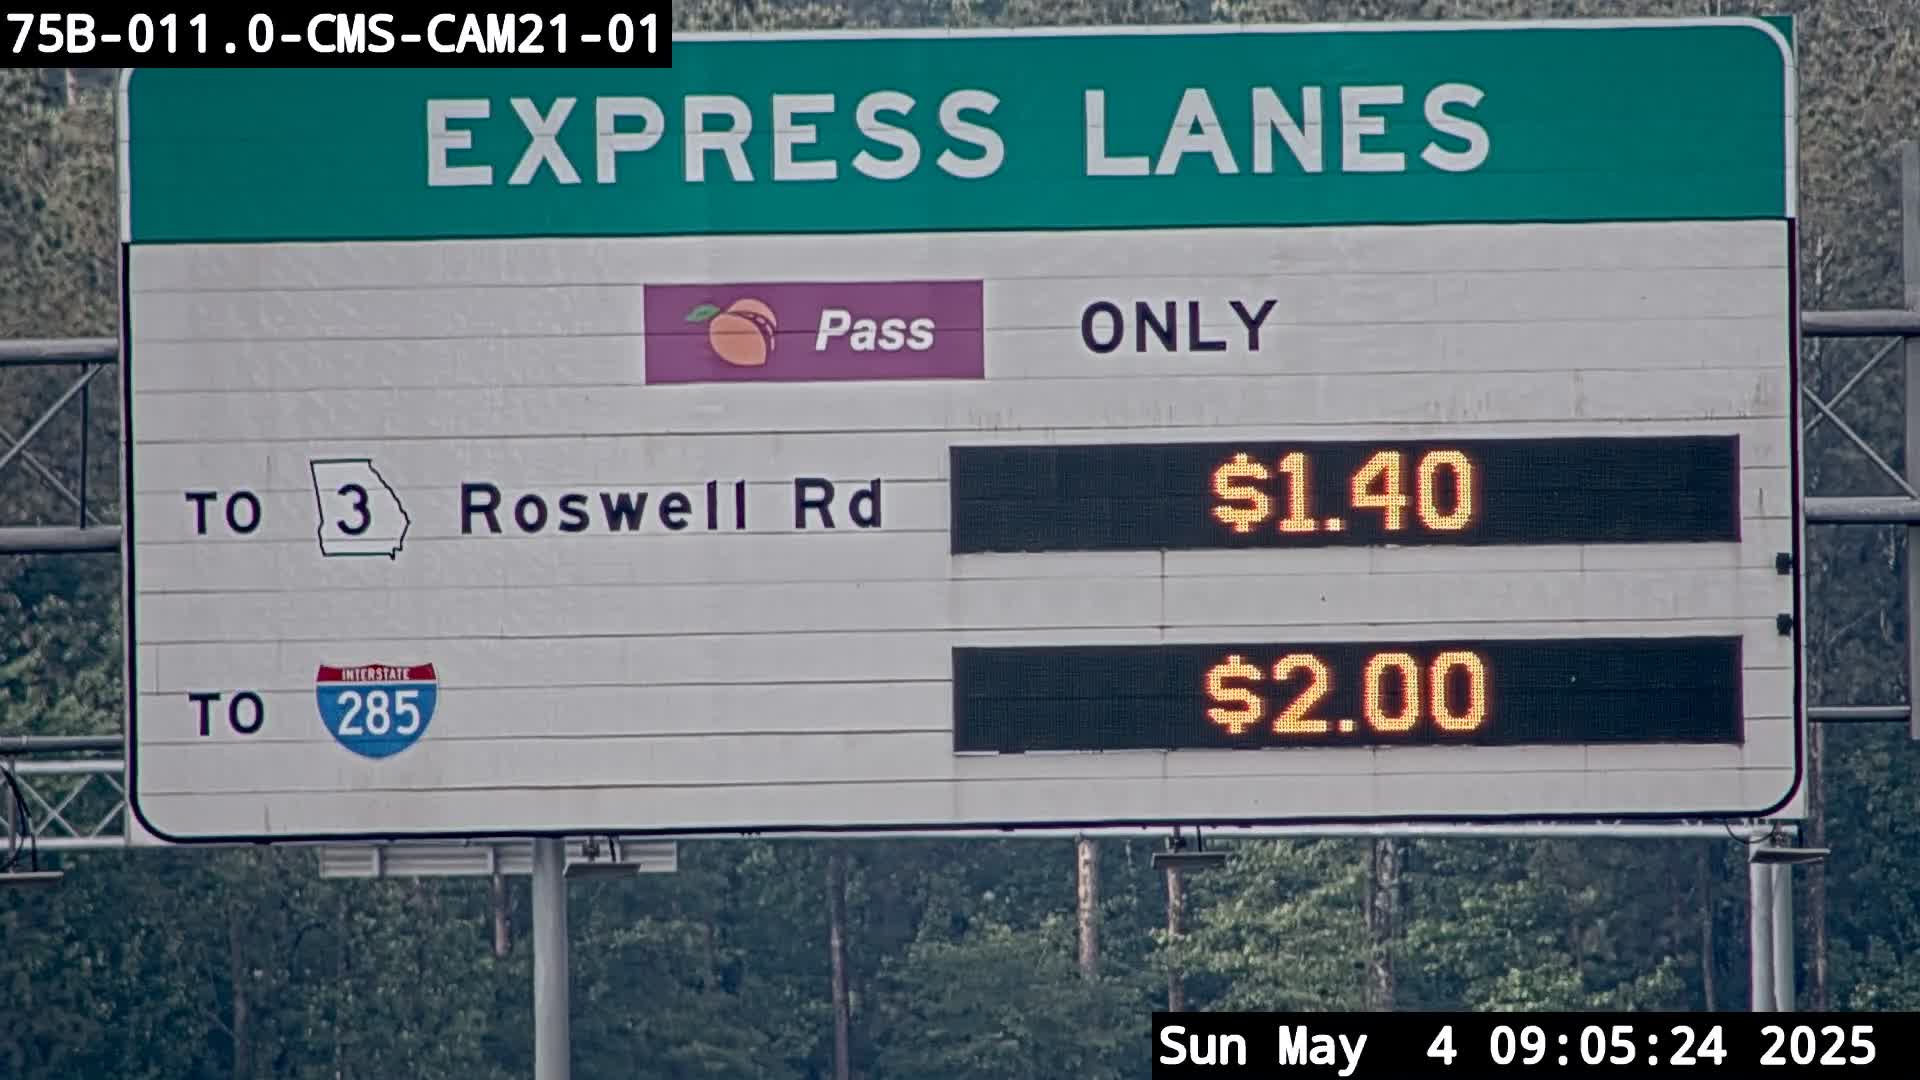 75B-011.0-CMS-CAM21-01
EXPRESS LANES
Pass ONLY
TO 3 Roswell Rd $1.40
TO INTERSTATE 285 $2.00
Sun May 4 09:05:24 2025